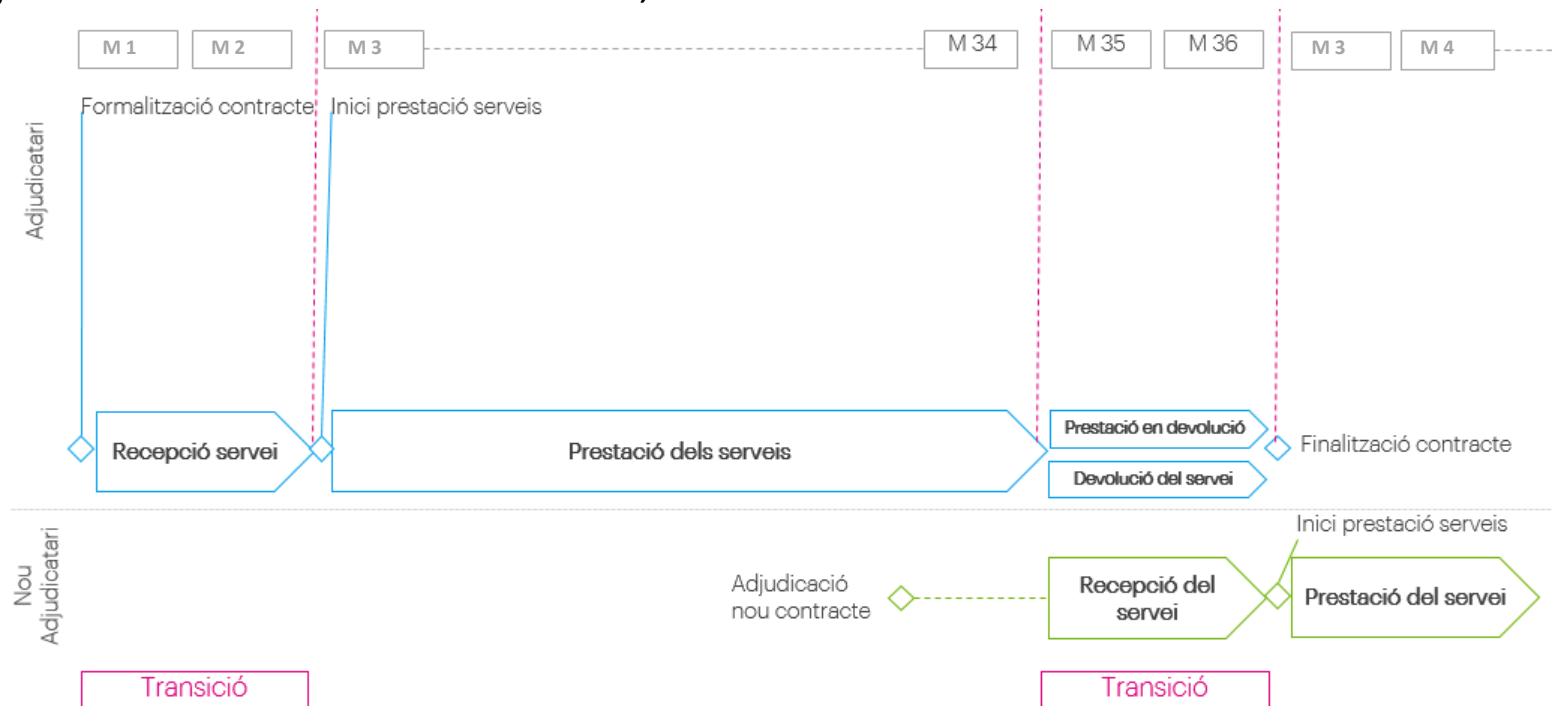 M 1
M 2
M 3
M 34
M 35
M 36
M 3
M 4
Formalització contracte
Inici prestació serveis
Adjudicatari
Recepció servei
Prestació dels serveis
Prestació en devolució
Devolució del servei
Finalització contracte
Nou
Adjudicatari
Adjudicació
nou contracte
Recepció del
servei
Inici prestació serveis
Prestació del servei
Transició
Transició